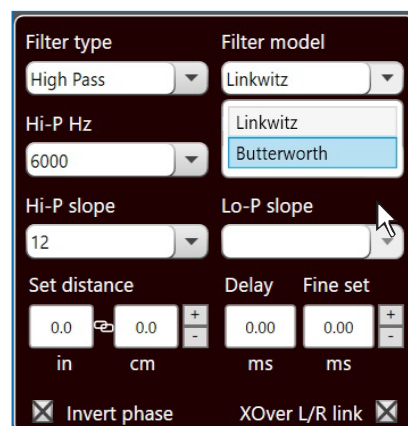 Filter type Filter model
High Pass Linkwitz
Linkwitz
Hi-P Hz
6000 Butterworth
Hi-P slope Lo-P slope
12
Set distance Delay Fine set
0.0 0.0 + - 0.00 0.00 + -
in cm ms ms
Invert phase XOver L/R link